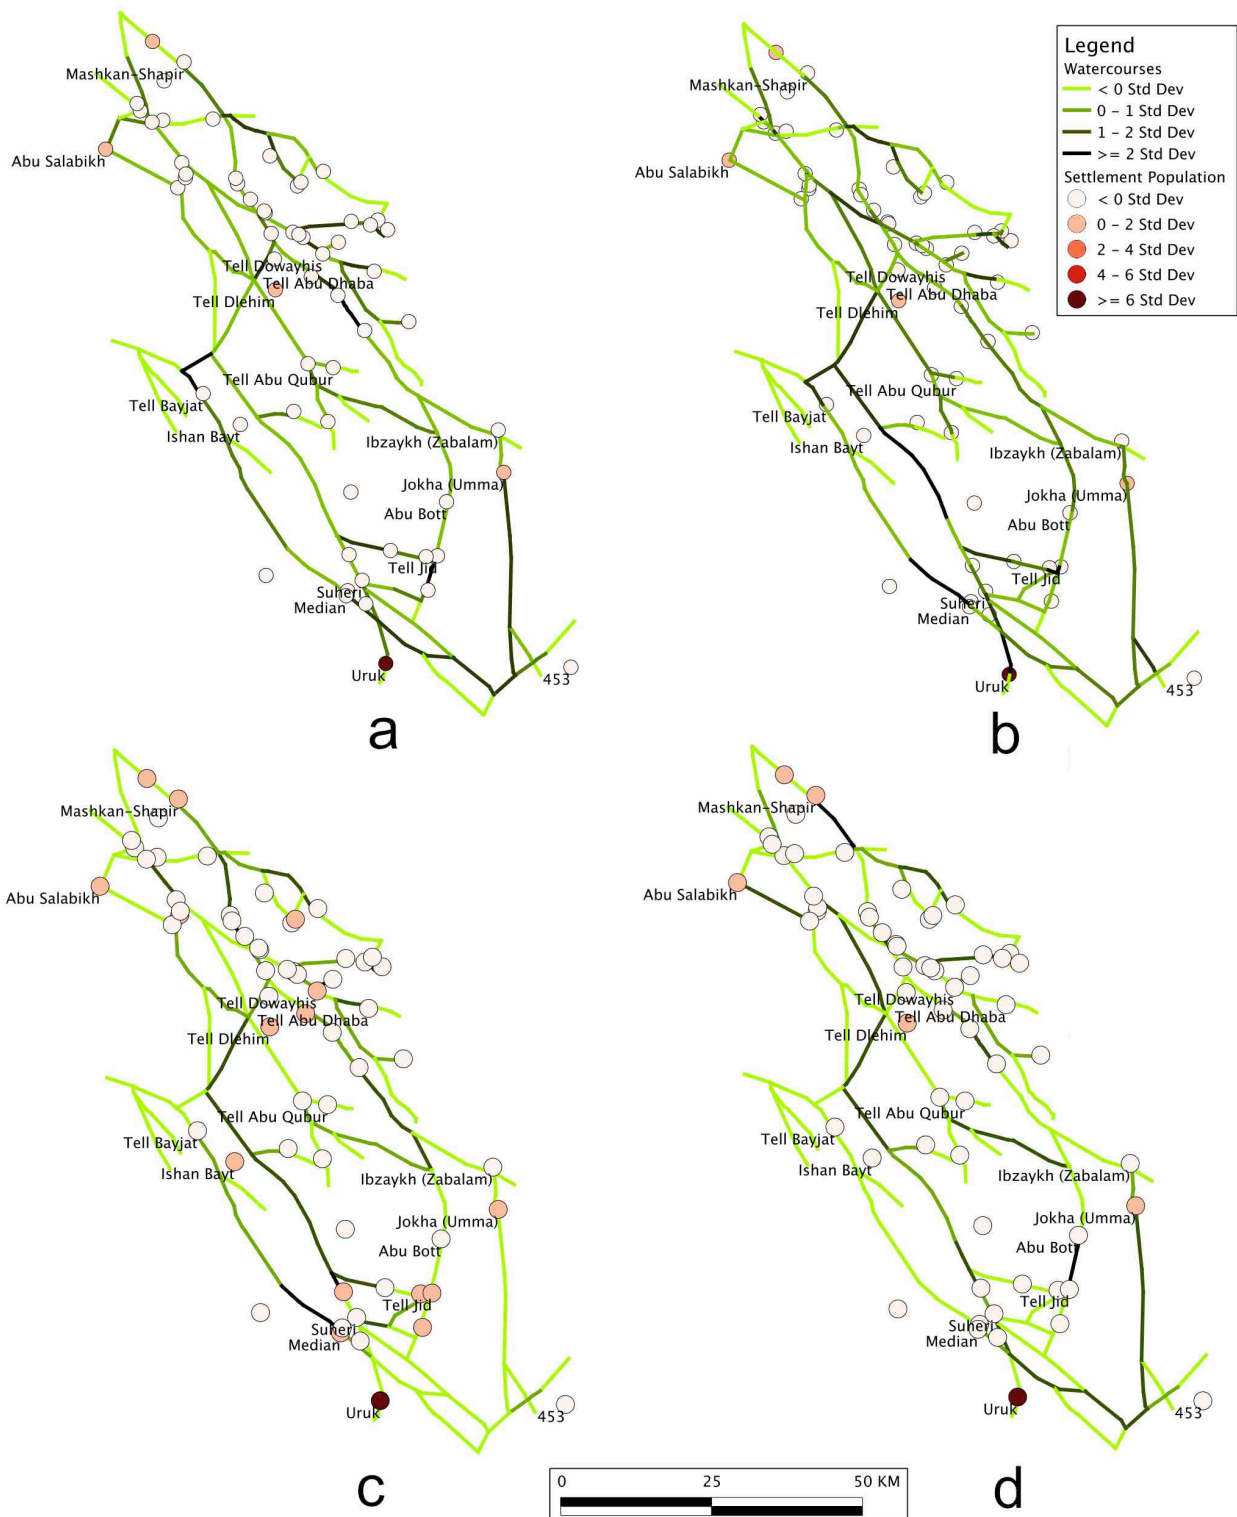 Mashkan-Shapir
Abu Salabikh
Tell Dowayhis
Tell Abu Dhaba
Tell Dlehim
Tell Abu Qubur
Tell Bayjat
Ishan Bayt
Ibzaykh (Zabalam)
Jokha (Umma)
Abu Bott
Tell Jid
Suheri
Median
Uruk
453
a
Mashkan-Shapir
Abu Salabikh
Tell Dowayhis
Tell Abu Dhaba
Tell Dlehim
Tell Abu Qubur
Tell Bayjat
Ishan Bayt
Ibzaykh (Zabalam)
Jokha (Umma)
Abu Bott
Tell Jid
Suheri
Median
Uruk
453
b
Legend
Watercourses
< 0 Std Dev
0 - 1 Std Dev
1 - 2 Std Dev
>= 2 Std Dev
Settlement Population
< 0 Std Dev
0 - 2 Std Dev
2 - 4 Std Dev
4 - 6 Std Dev
>= 6 Std Dev
Mashkan-Shapir
Abu Salabikh
Tell Dowayhis
Tell Abu Dhaba
Tell Dlehim
Tell Abu Qubur
Tell Bayjat
Ishan Bayt
Ibzaykh (Zabalam)
Jokha (Umma)
Abu Bott
Tell Jid
Suheri
Median
Uruk
453
c
Mashkan-Shapir
Abu Salabikh
Tell Dowayhis
Tell Abu Dhaba
Tell Dlehim
Tell Abu Qubur
Tell Bayjat
Ishan Bayt
Ibzaykh (Zabalam)
Jokha (Umma)
Abu Bott
Tell Jid
Suheri
Median
Uruk
453
d
0 25 50 KM